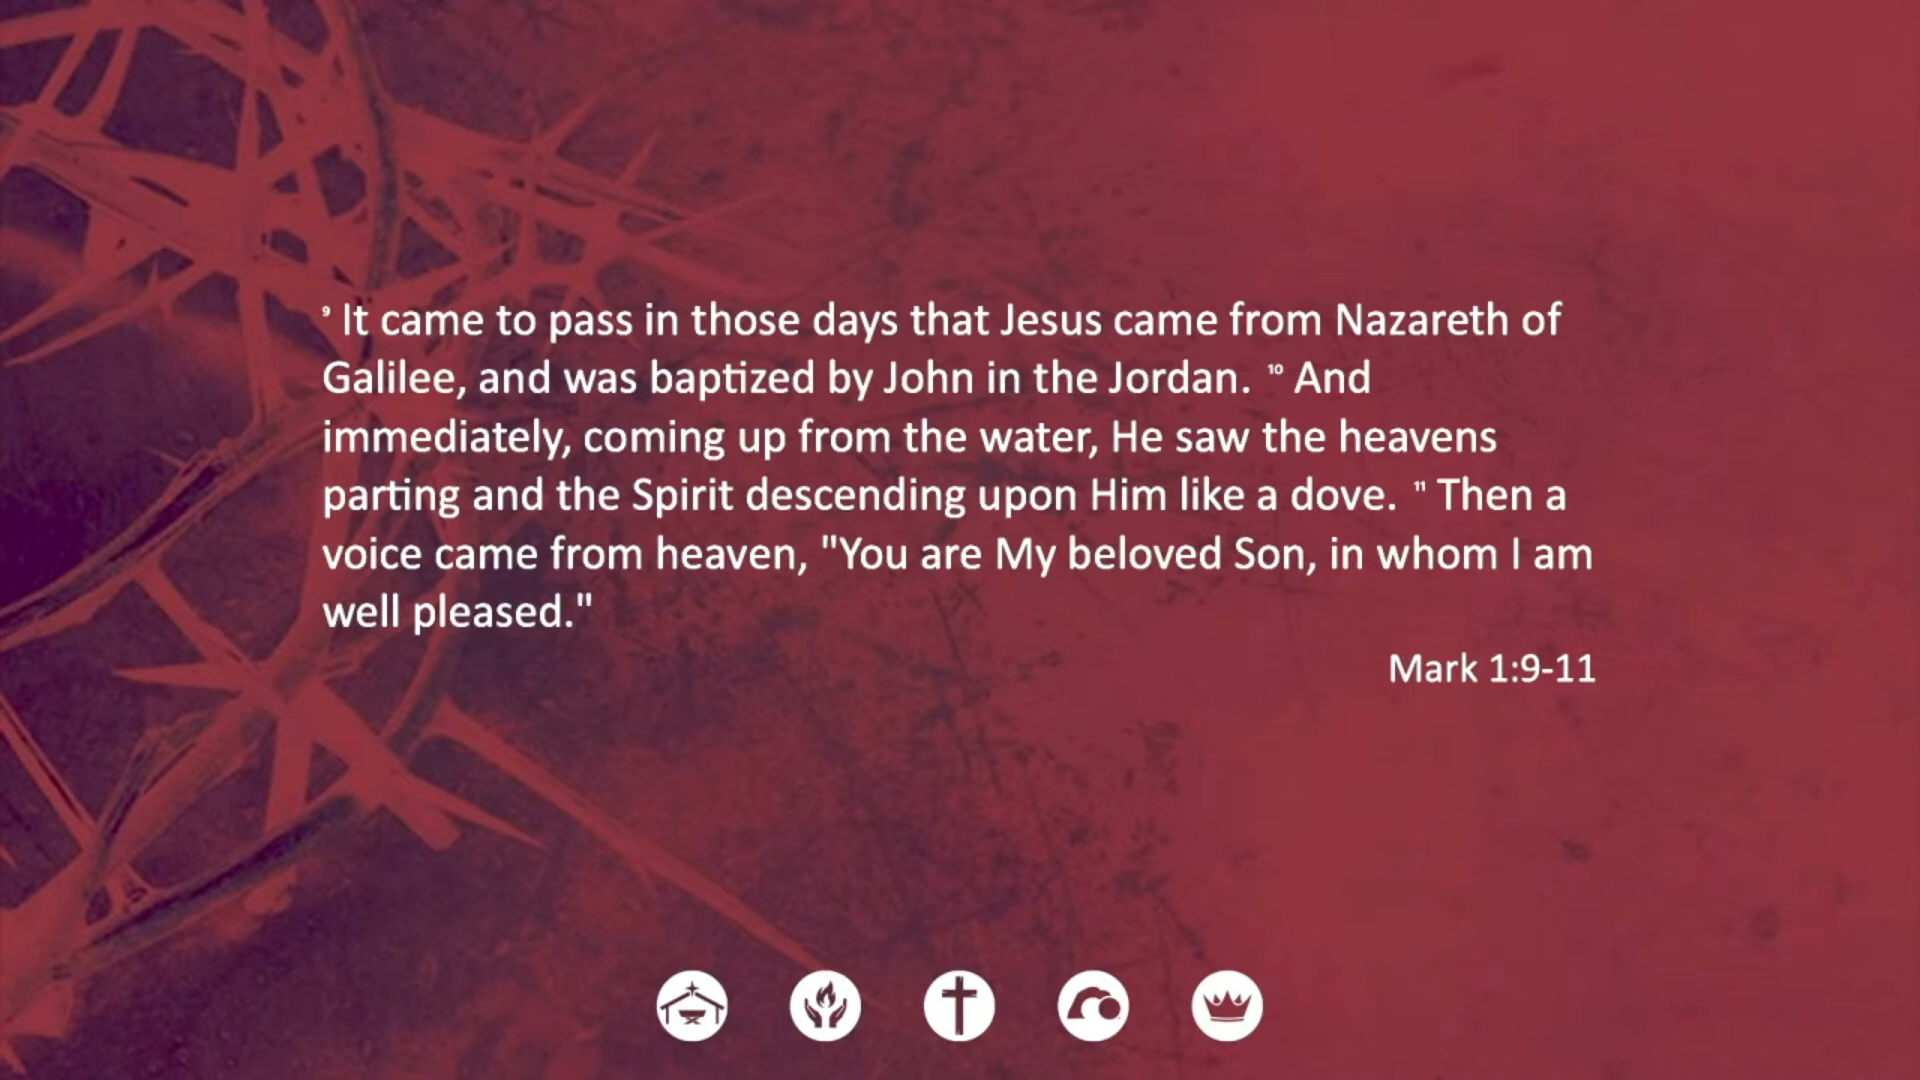 ⁹ It came to pass in those days that Jesus came from Nazareth of
Galilee, and was baptized by John in the Jordan. ¹⁰ And
immediately, coming up from the water, He saw the heavens
parting and the Spirit descending upon Him like a dove. ¹¹ Then a
voice came from heaven, "You are My beloved Son, in whom I am
well pleased."
Mark 1:9-11